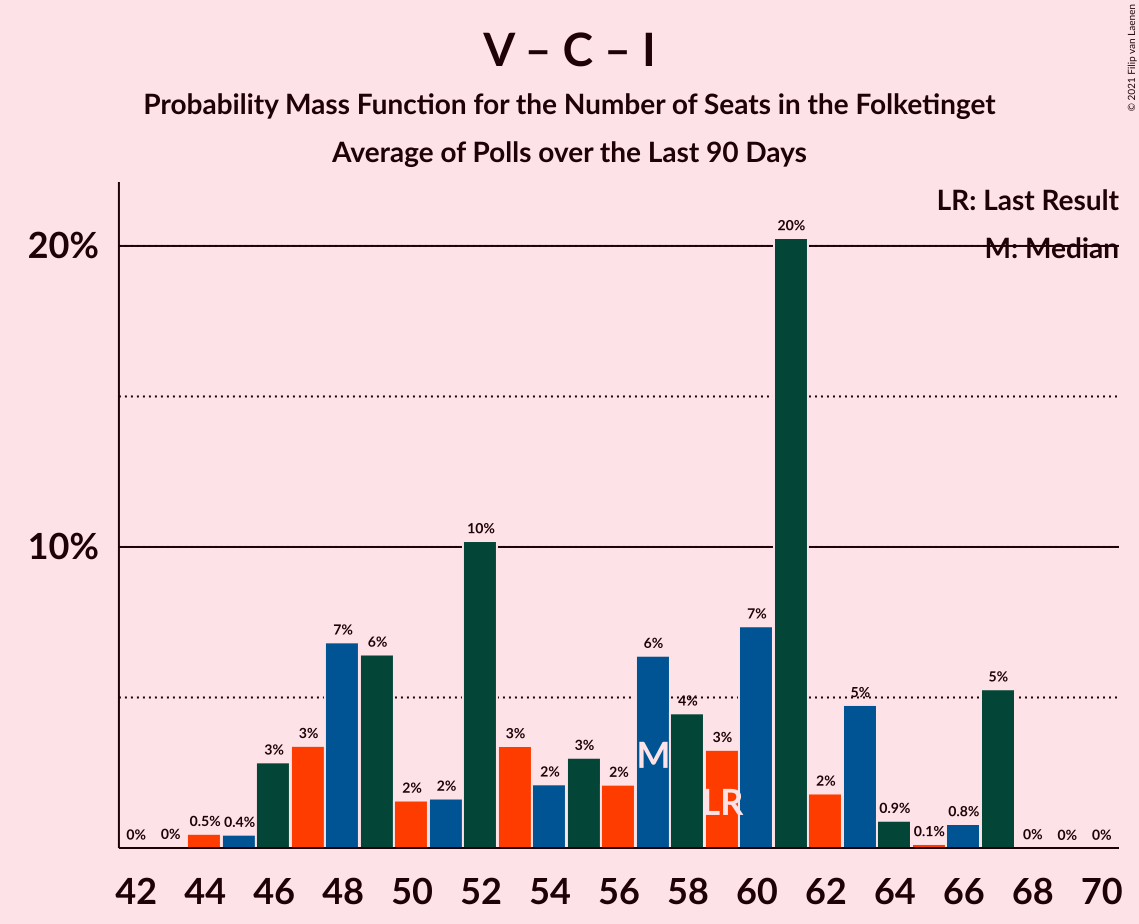 V – C – I
Probability Mass Function for the Number of Seats in the Folketinget
Average of Polls over the Last 90 Days
© 2021 Filip van Laenen
LR: Last Result
M: Median
20%
10%
0% 0% 0.5% 0.4% 3% 3% 7% 6% 2% 2% 10% 3% 2% 3% 2% 6% 4% 3% 7% 20% 2% 5% 0.9% 0.1% 0.8% 5% 0% 0% 0%
M
LR
42 44 46 48 50 52 54 56 58 60 62 64 66 68 70